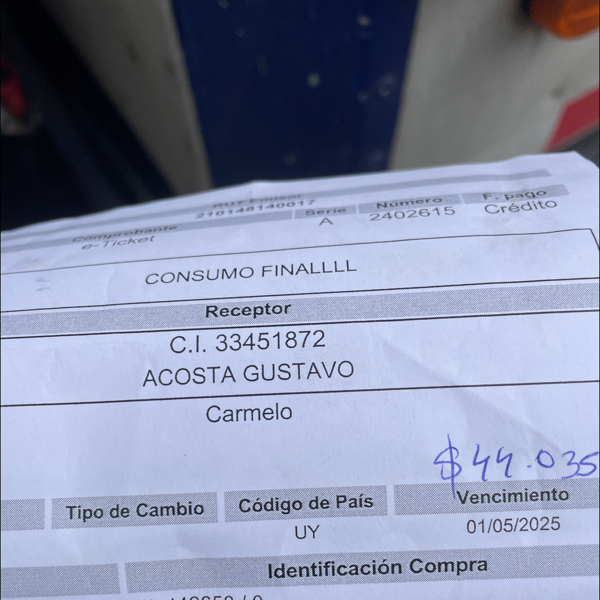 RUT Emisor
210148140017
Comprobante Serie Número F. pago
e-Ticket A 2402615 Crédito
CONSUMO FINALLLL
Receptor
C.I. 33451872
ACOSTA GUSTAVO
Carmelo
$44.035
Tipo de Cambio Código de País Vencimiento
UY 01/05/2025
Identificación Compra